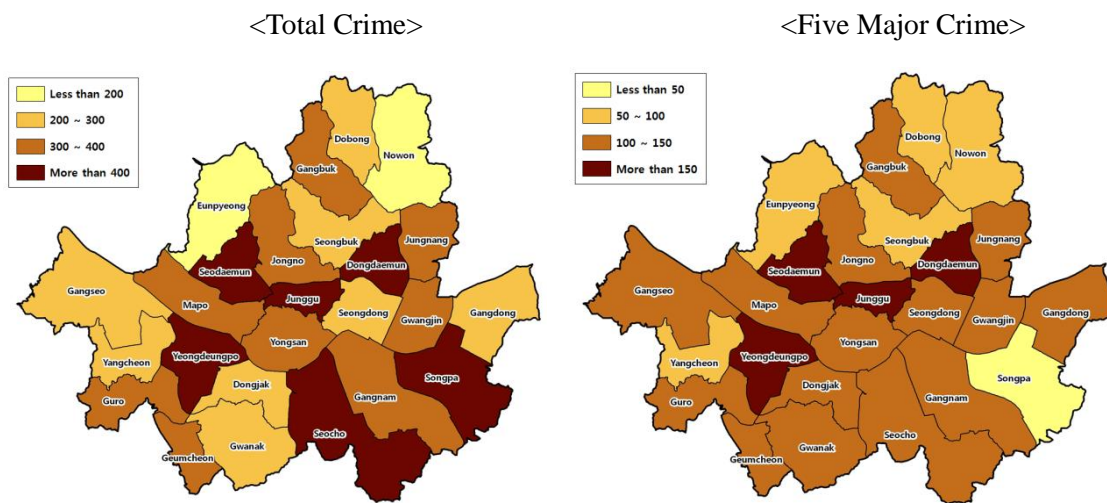 <Total Crime>
<Five Major Crime>
Less than 200
200 ~ 300
300 ~ 400
More than 400
Dobong
Nowon
Gangbuk
Eunpyeong
Seongbuk
Jungnang
Jongno
Seodaemun
Dongdaemun
Gangseo
Mapo
Junggu
Seongdong
Gwangjin
Gangdong
Yongsan
Yangcheon
Yeongdeungpo
Songpa
Dongjak
Guro
Gangnam
Seocho
Gwanak
Geumcheon
Less than 50
50 ~ 100
100 ~ 150
More than 150
Dobong
Nowon
Gangbuk
Eunpyeong
Seongbuk
Jungnang
Jongno
Dongdaemun
Seodaemun
Gangseo
Mapo
Junggu
Seongdong
Gwangjin
Gangdong
Yongsan
Yangcheon
Yeongdeungpo
Songpa
Dongjak
Guro
Gangnam
Seocho
Gwanak
Geumcheon